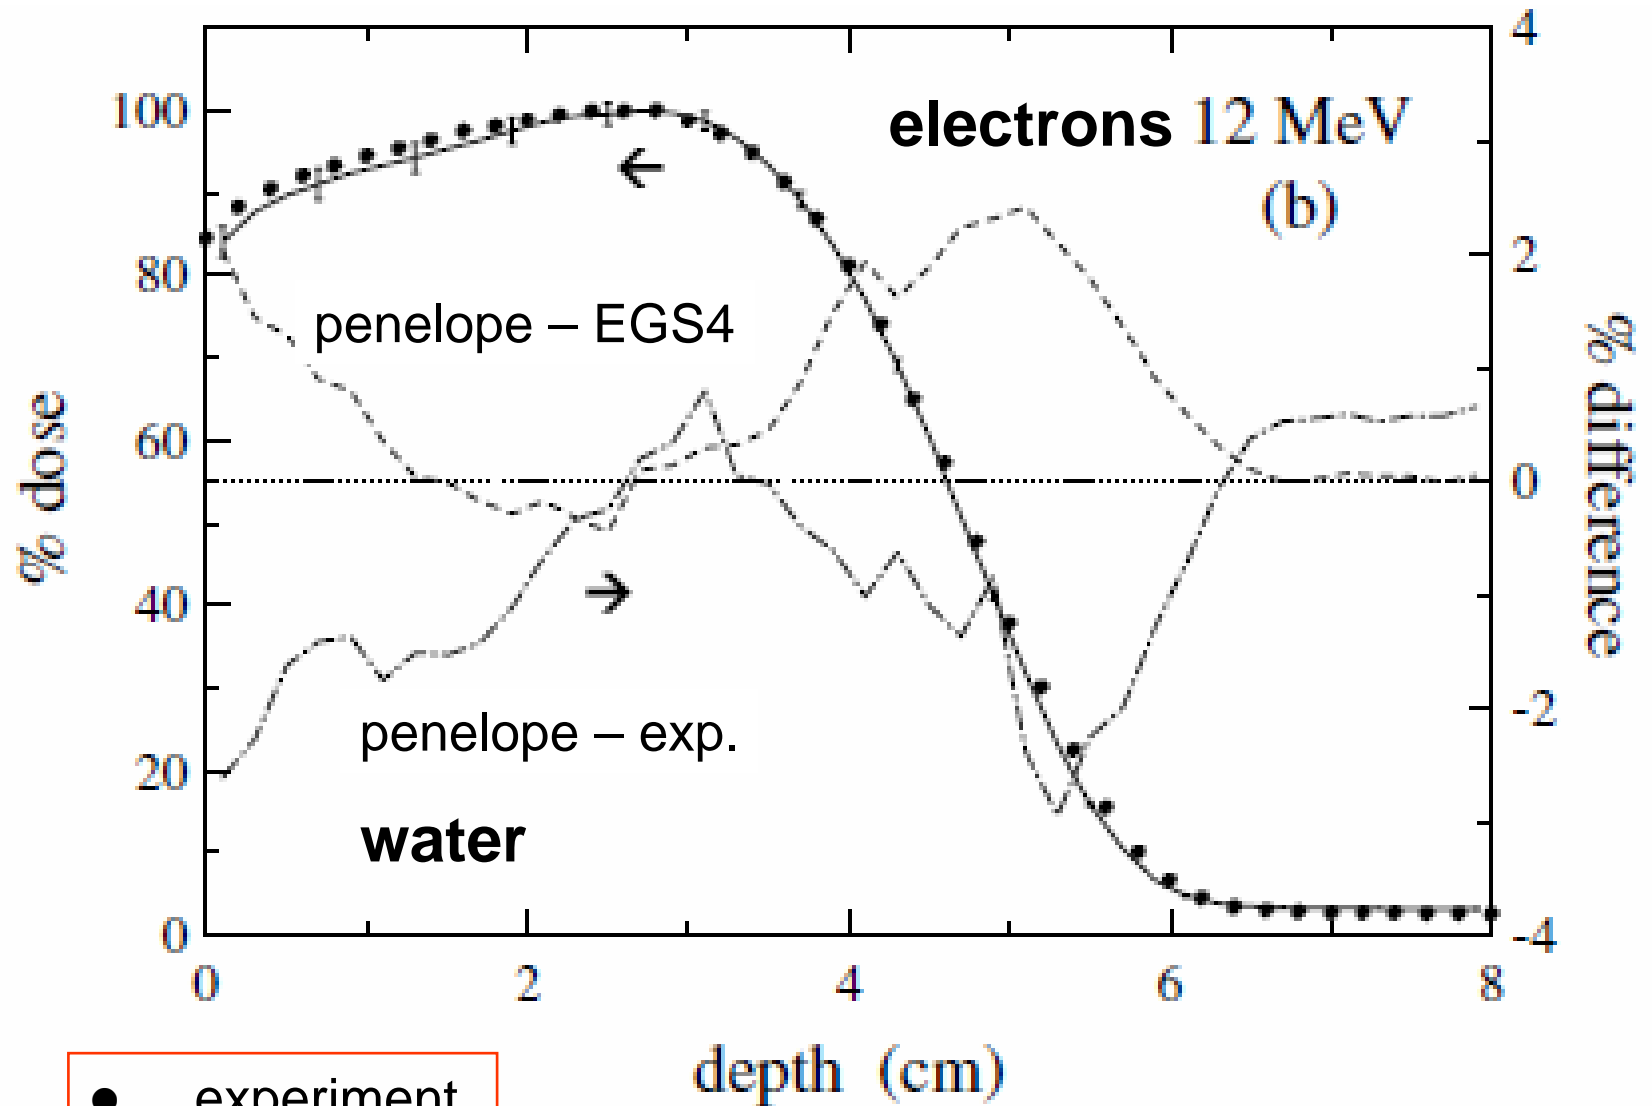 electrons 12 MeV
(b)
penelope – EGS4
penelope – exp.
water
% dose
100
80
60
40
20
0
4
2
0
-2
-4
% difference
0 2 4 6 8
depth (cm)
• experiment